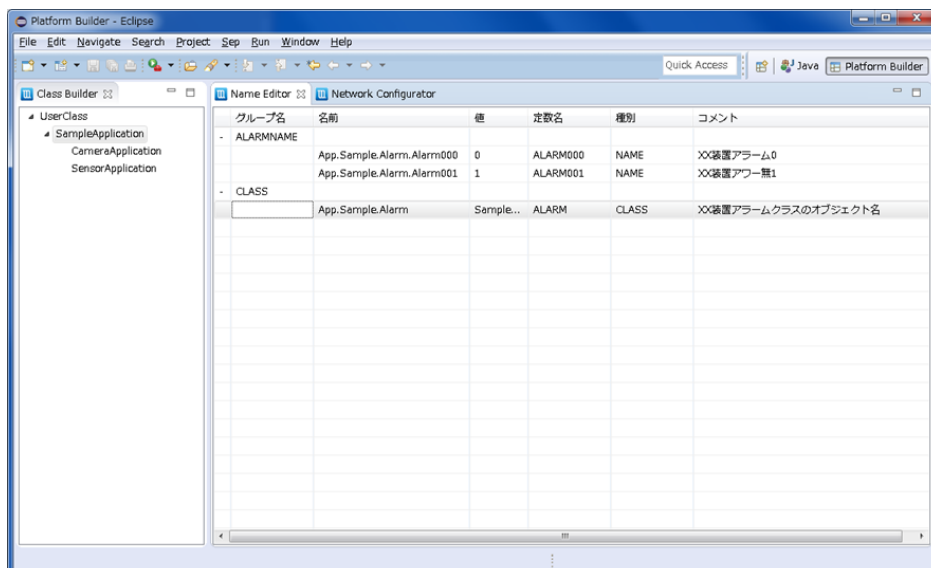 Platform Builder - Eclipse
File Edit Navigate Search Project Sep Run Window Help
Quick Access Java Platform Builder
Class Builder Name Editor Network Configurator
UserClass
SampleApplication
CameraApplication
SensorApplication
グループ名 名前 値 定数名 種別 コメント
- ALARMNAME
App.Sample.Alarm.Alarm000 0 ALARM000 NAME XX装置アラーム0
App.Sample.Alarm.Alarm001 1 ALARM001 NAME XX装置アワー無1
- CLASS
App.Sample.Alarm Sample... ALARM CLASS XX装置アラームクラスのオブジェクト名